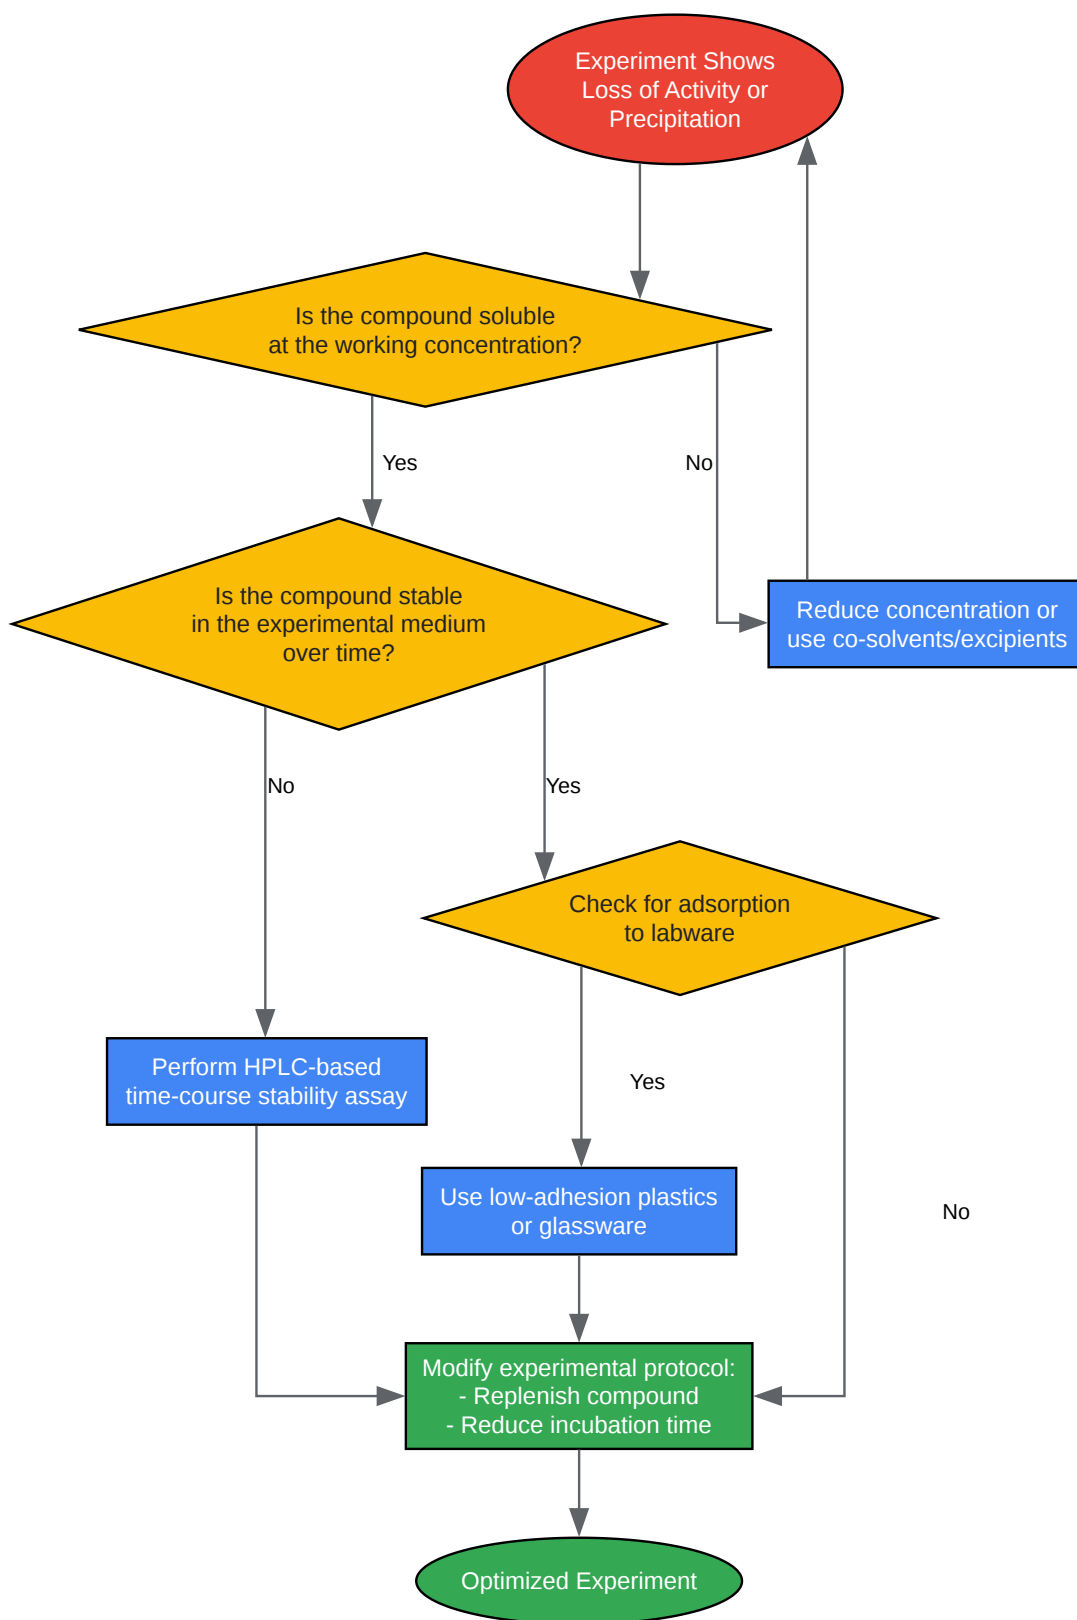 Experiment Shows
Loss of Activity or
Precipitation
Is the compound soluble
at the working concentration?
Yes
No
Is the compound stable
in the experimental medium
over time?
Reduce concentration or
use co-solvents/excipients
No
Yes
Check for adsorption
to labware
Perform HPLC-based
time-course stability assay
Yes
Use low-adhesion plastics
or glassware
No
Modify experimental protocol:
- Replenish compound
- Reduce incubation time
Optimized Experiment